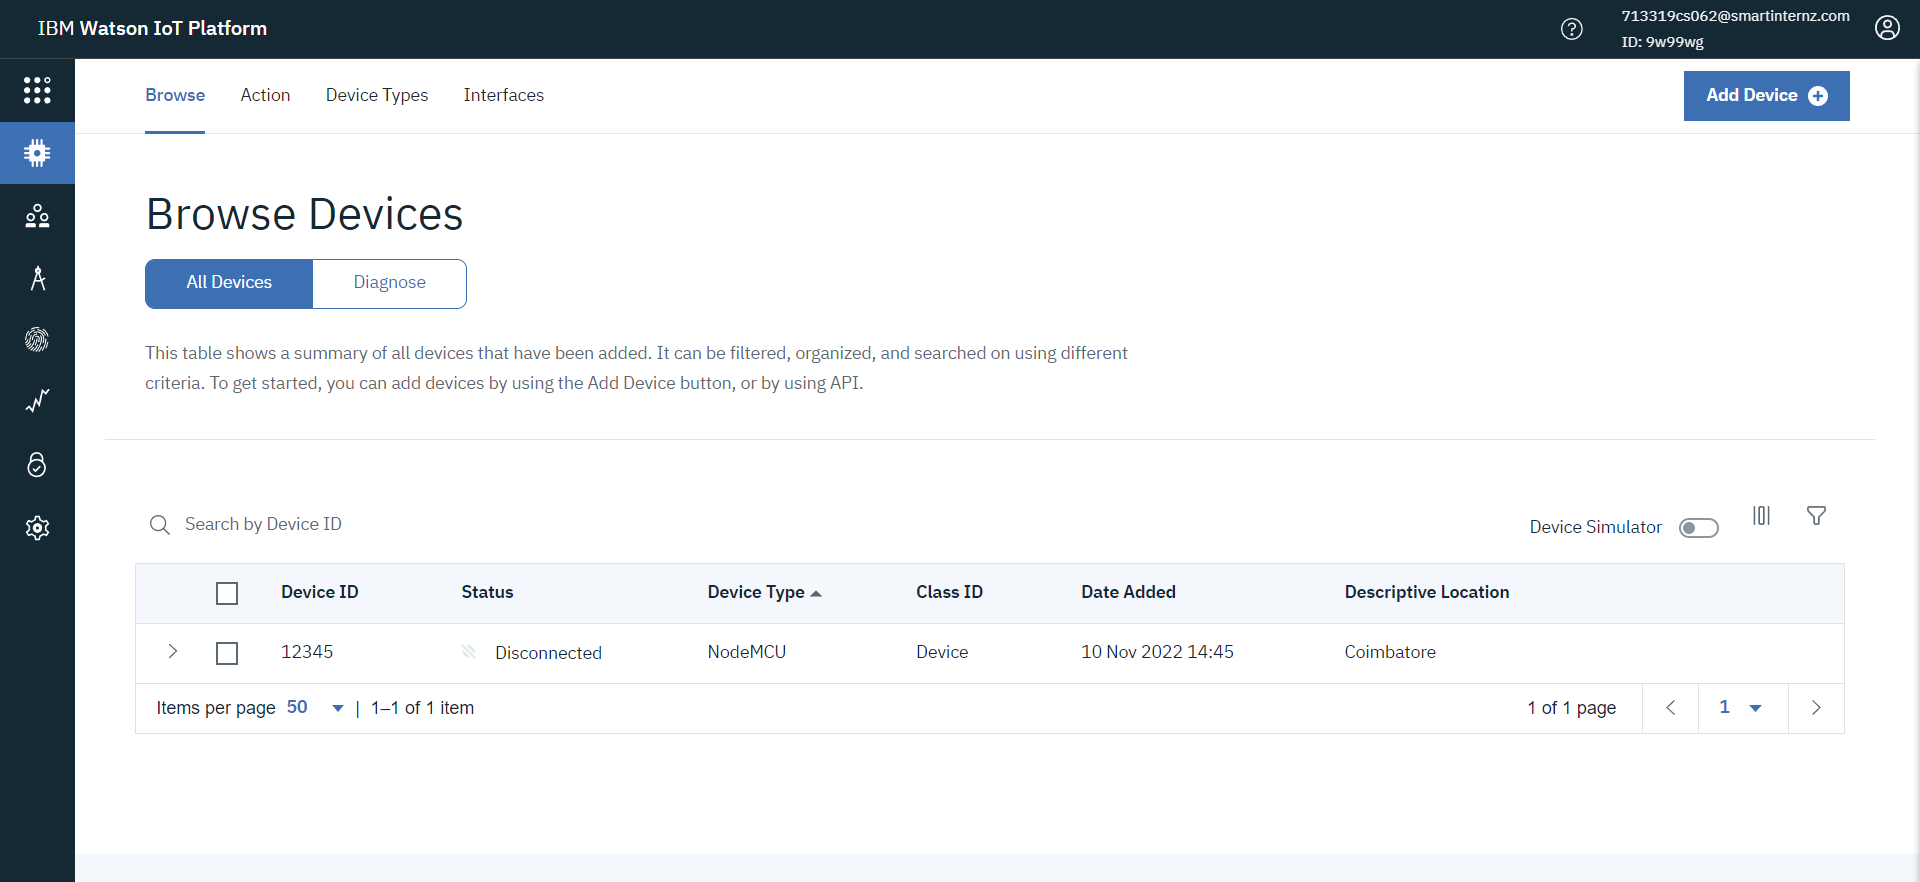 IBM Watson IoT Platform
713319cs062@smartinternz.com
ID: 9w99wg
Browse Action Device Types Interfaces
Add Device
Browse Devices
All Devices Diagnose
This table shows a summary of all devices that have been added. It can be filtered, organized, and searched on using different
criteria. To get started, you can add devices by using the Add Device button, or by using API.
Search by Device ID
Device Simulator
Device ID Status Device Type Class ID Date Added Descriptive Location
12345 Disconnected NodeMCU Device 10 Nov 2022 14:45 Coimbatore
Items per page 50 | 1–1 of 1 item 1 of 1 page 1